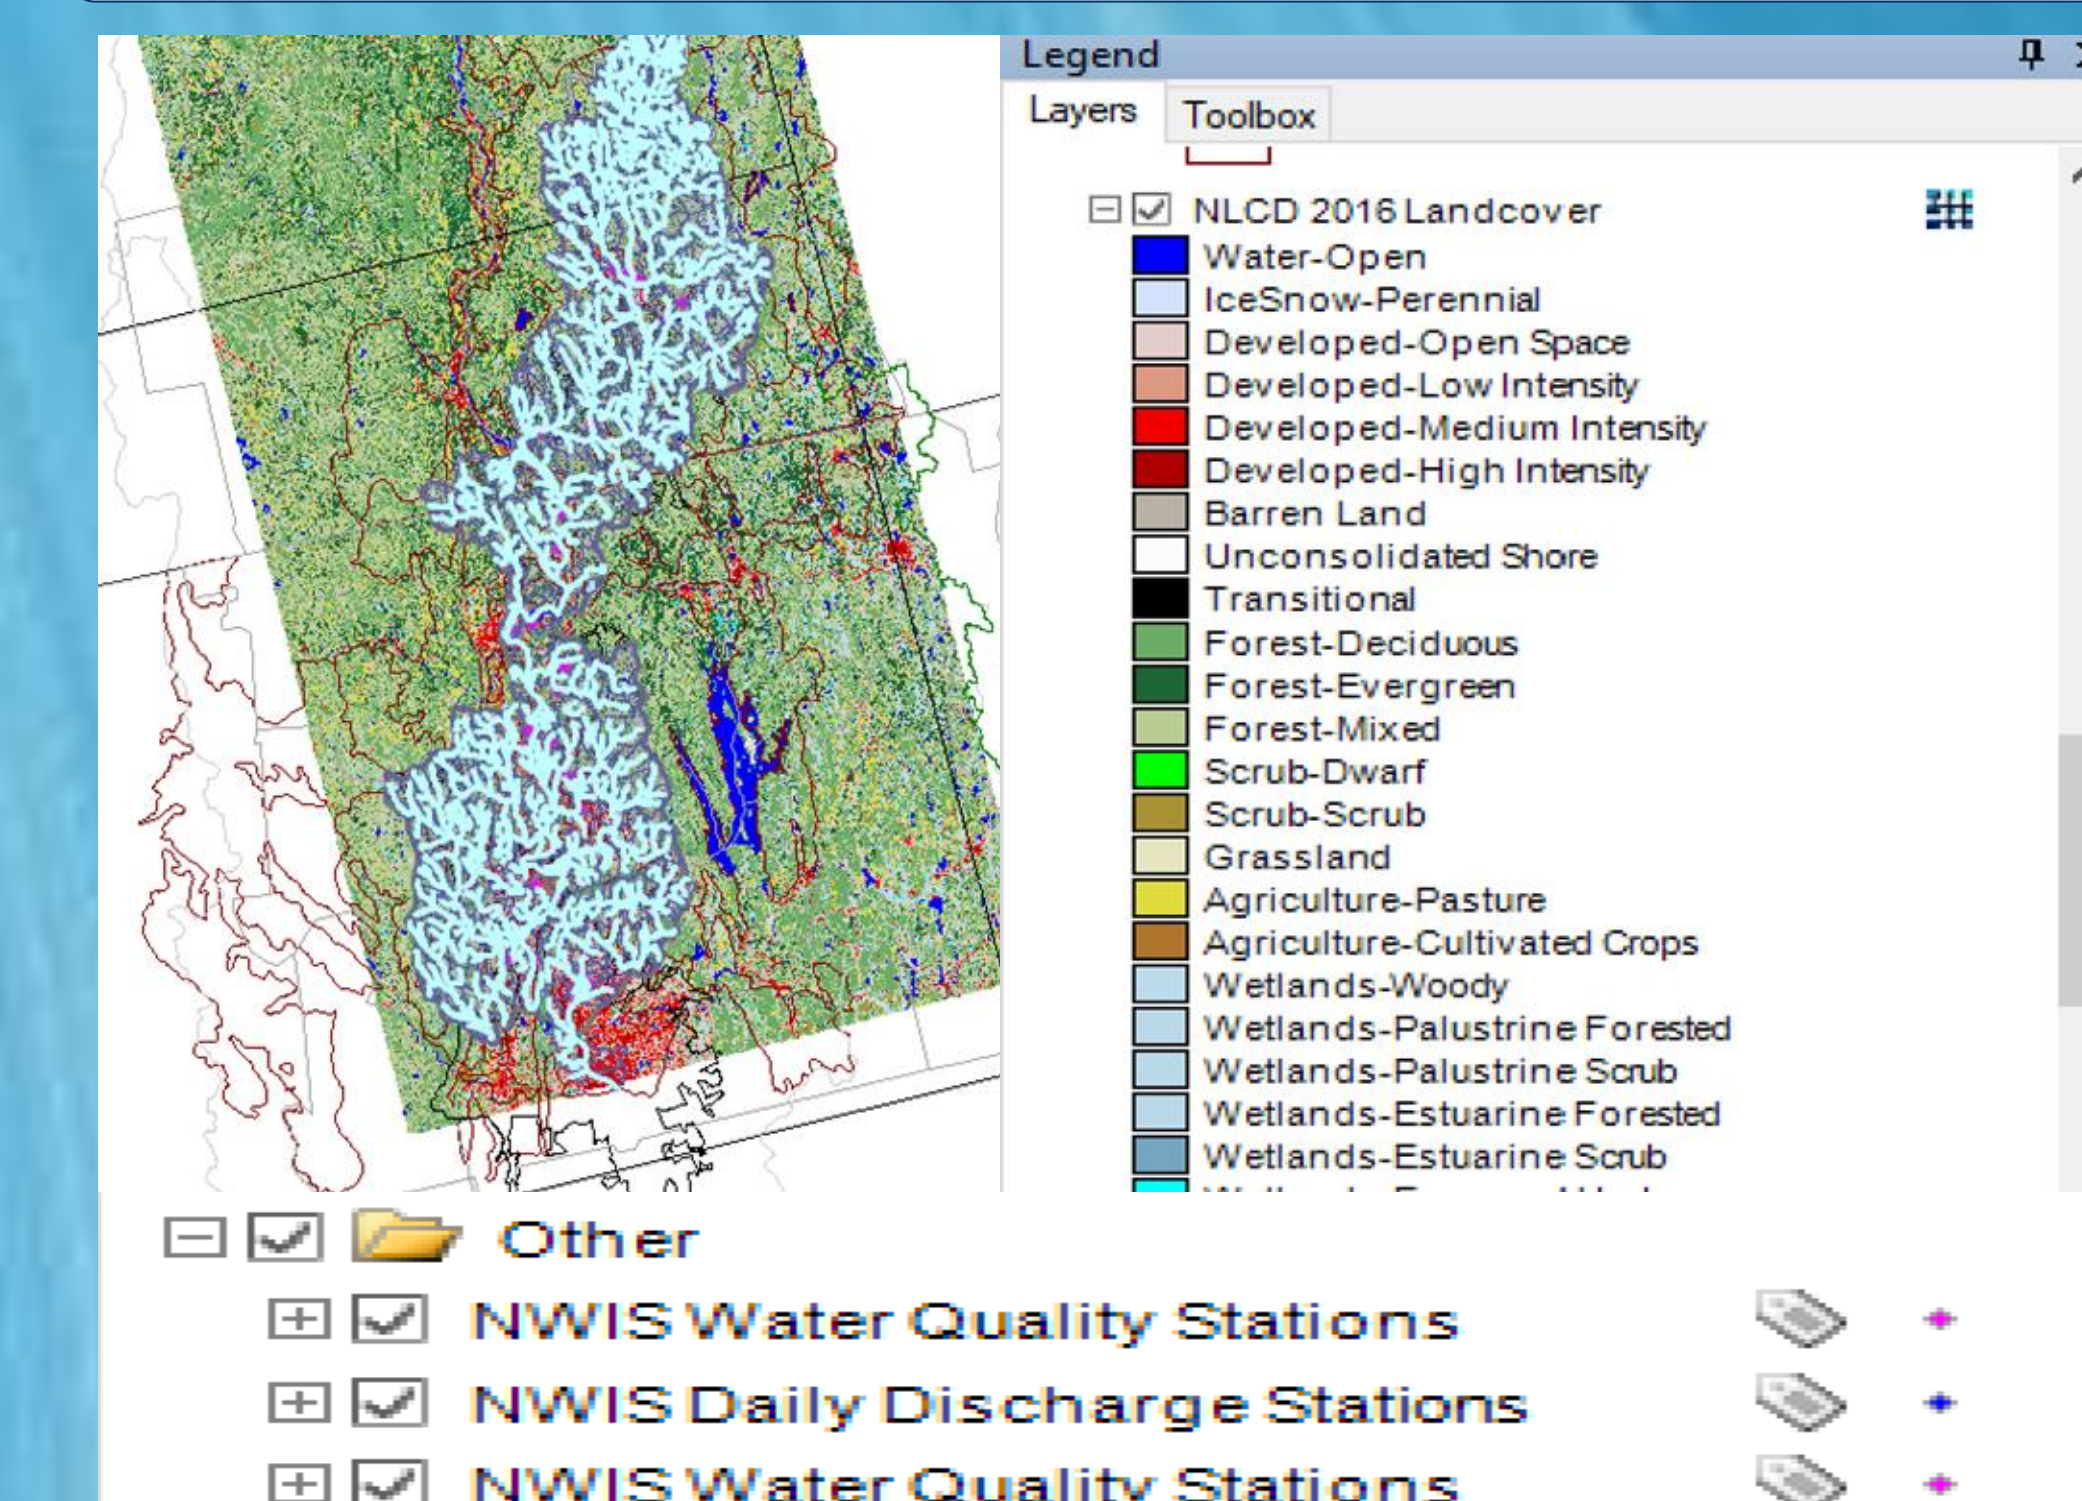 Legend
Layers
Toolbox
NLCD 2016 Landcover
Water-Open
IceSnow-Perennial
Developed-Open Space
Developed-Low Intensity
Developed-Medium Intensity
Developed-High Intensity
Barren Land
Unconsolidated Shore
Transitional
Forest-Deciduous
Forest-Evergreen
Forest-Mixed
Scrub-Dwarf
Scrub-Scrub
Grassland
Agriculture-Pasture
Agriculture-Cultivated Crops
Wetlands-Woody
Wetlands-Palustrine Forested
Wetlands-Palustrine Scrub
Wetlands-Estuarine Forested
Wetlands-Estuarine Scrub
Other
NWIS Water Quality Stations
NWIS Daily Discharge Stations
NWIS Water Quality Stations